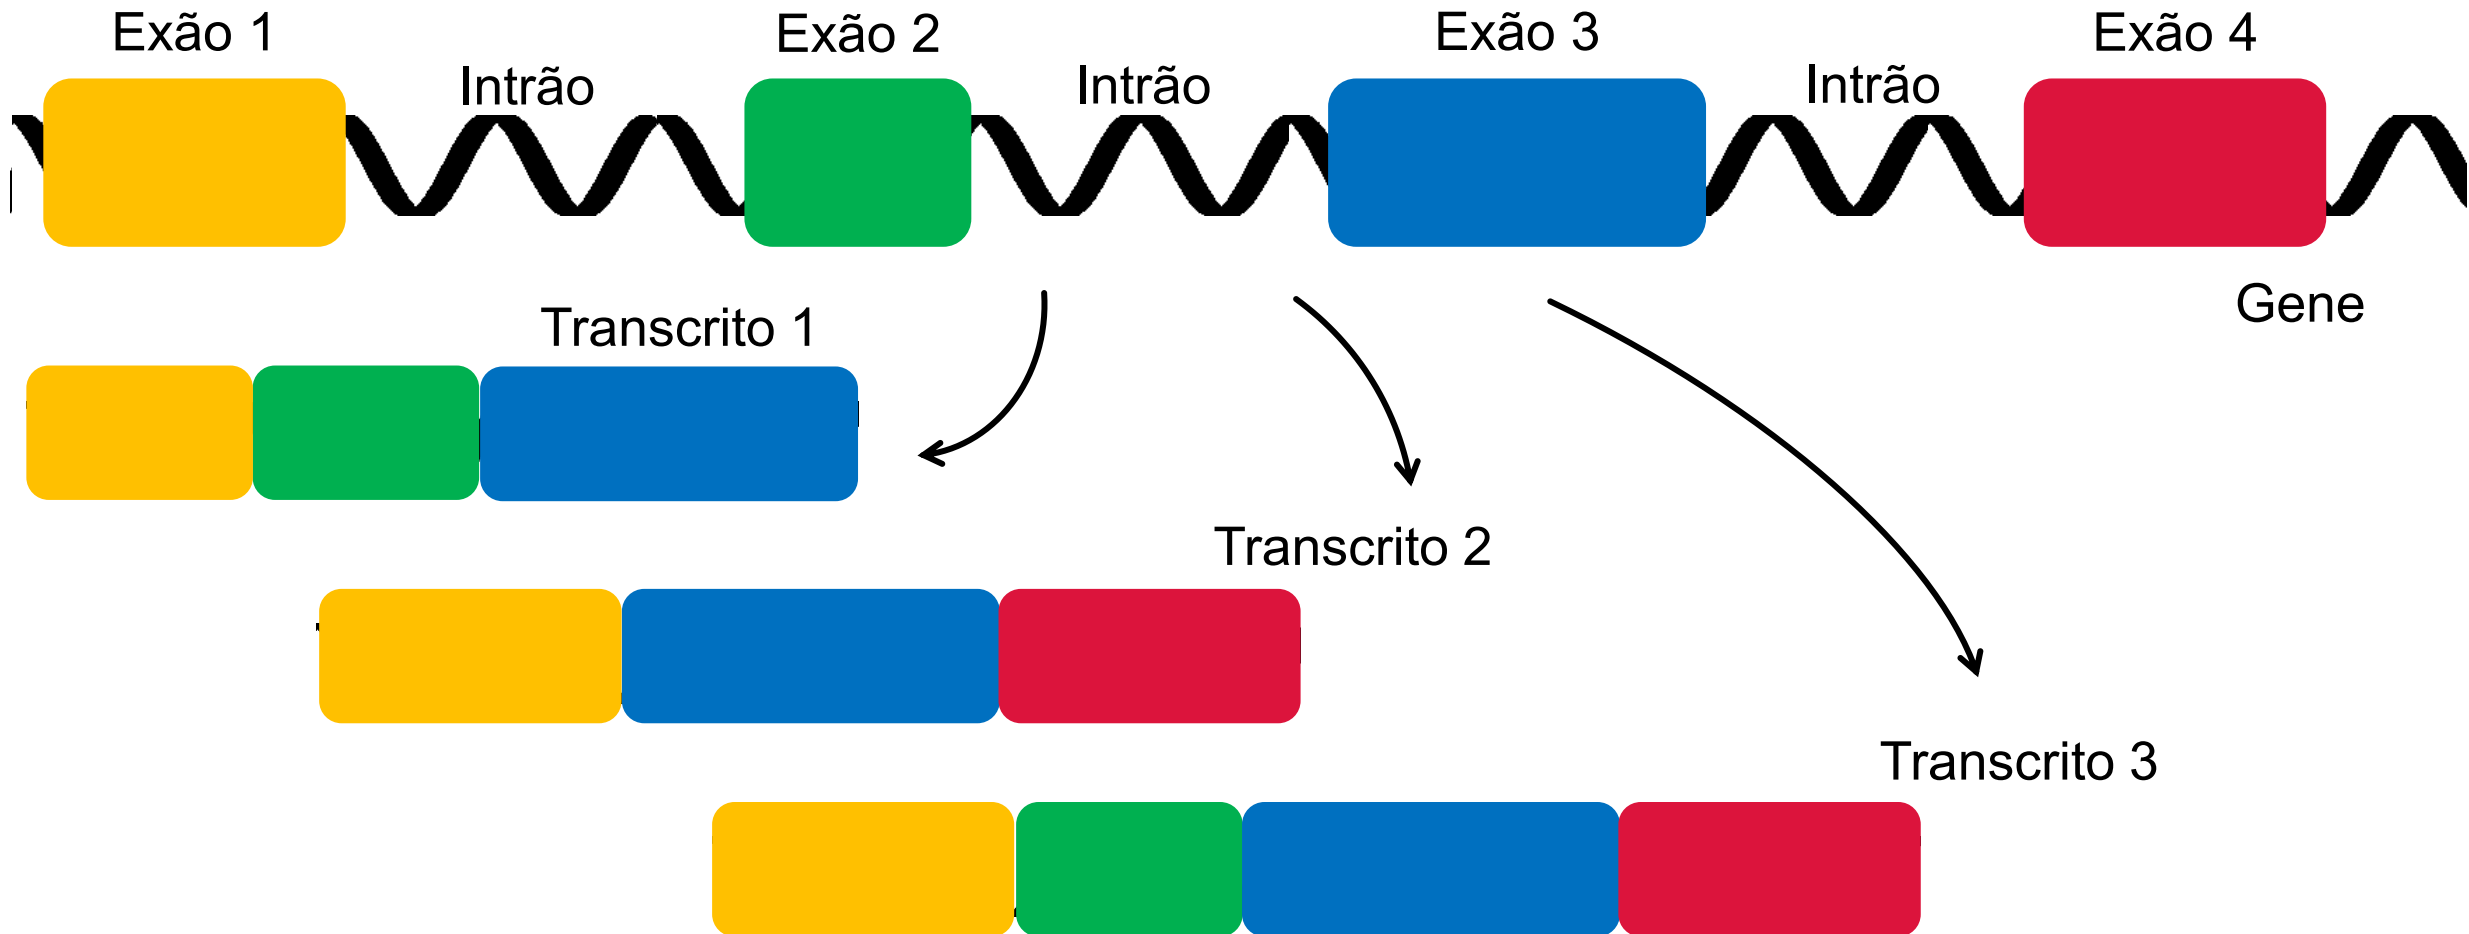 Exão 1
Intrão
Exão 2
Intrão
Exão 3
Intrão
Exão 4
Gene
Transcrito 1
Transcrito 2
Transcrito 3